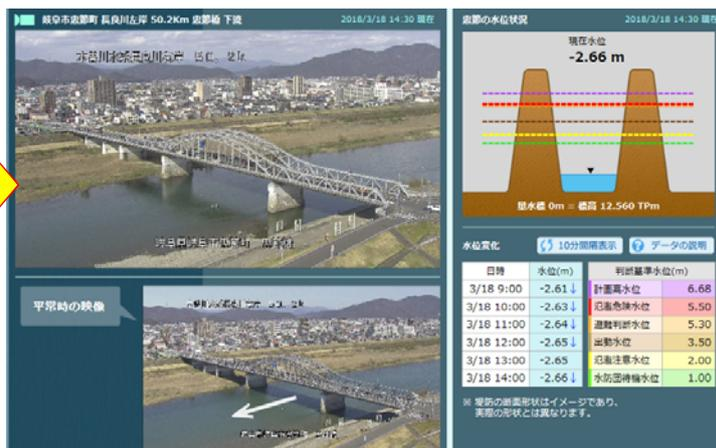 岐阜市忠節町 長良川左岸 50.2Km 忠節橋 下流
2018/3/18 14:30 現在
平常時の映像
忠節の水位状況
2018/3/18 14:30 現在
現在水位
-2.66 m
量水標 0m = 標高 12.560 TPm
水位変化
10分間隔表示
データの説明
日時 水位(m)
3/18 9:00 -2.61↓
3/18 10:00 -2.63↓
3/18 11:00 -2.64↓
3/18 12:00 -2.65↓
3/18 13:00 -2.65
3/18 14:00 -2.66↓
判断基準水位(m)
計画高水位 6.68
氾濫危険水位 5.50
避難判断水位 5.30
出動水位 3.50
氾濫注意水位 2.00
水防団待機水位 1.00
※ 堤防の断面形状はイメージであり、
実際の形状とは異なります。